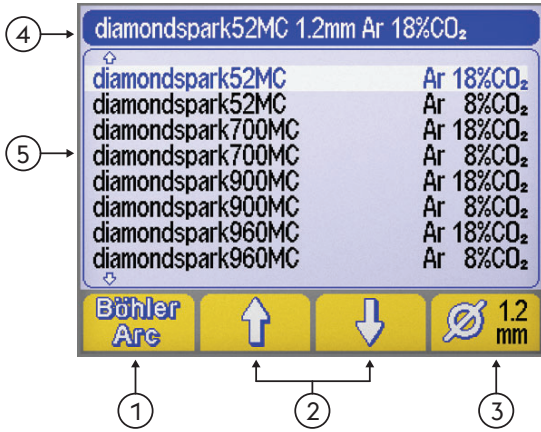 diamondspark52MC 1.2mm Ar 18%CO₂
diamondspark52MC Ar 18%CO₂
diamondspark52MC Ar 8%CO₂
diamondspark700MC Ar 18%CO₂
diamondspark700MC Ar 8%CO₂
diamondspark900MC Ar 18%CO₂
diamondspark900MC Ar 8%CO₂
diamondspark960MC Ar 18%CO₂
diamondspark960MC Ar 8%CO₂
Böhler
Arc
1.2
mm
4
5
1
2
3